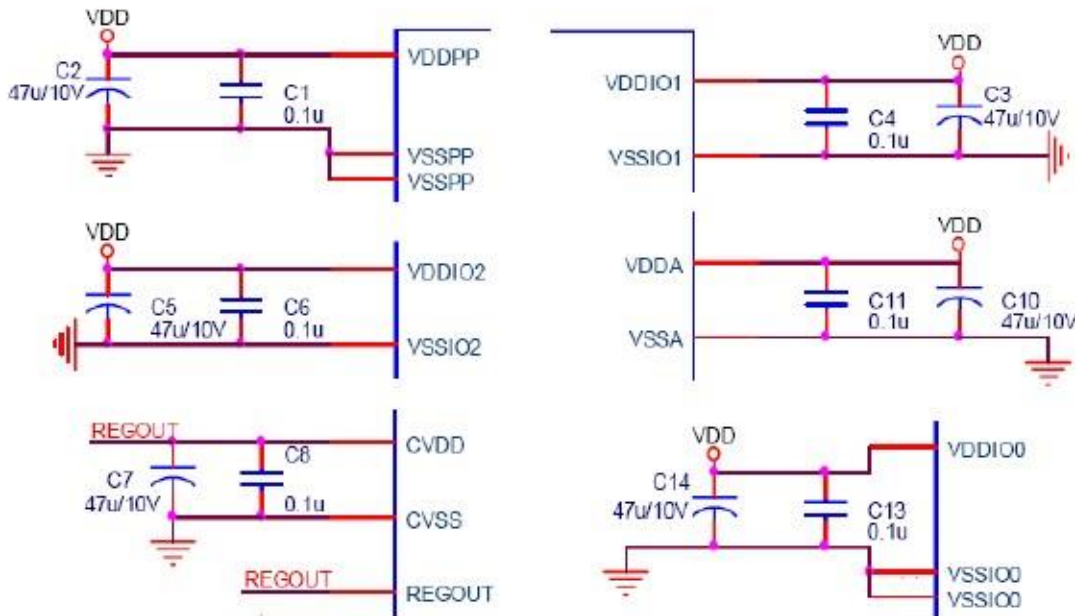 VDD
C2
47u/10V
C1
0.1u
VDDPP
VSSPP
VSSPP
VDDIO1
VSSIO1
C4
0.1u
VDD
C3
47u/10V
VDD
C5
47u/10V
C6
0.1u
VDDIO2
VSSIO2
VDDA
VSSA
C11
0.1u
VDD
C10
47u/10V
REGOUT
C7
47u/10V
C8
0.1u
CVDD
CVSS
REGOUT
REGOUT
VDD
C14
47u/10V
C13
0.1u
VDDIO0
VSSIO0
VSSIO0